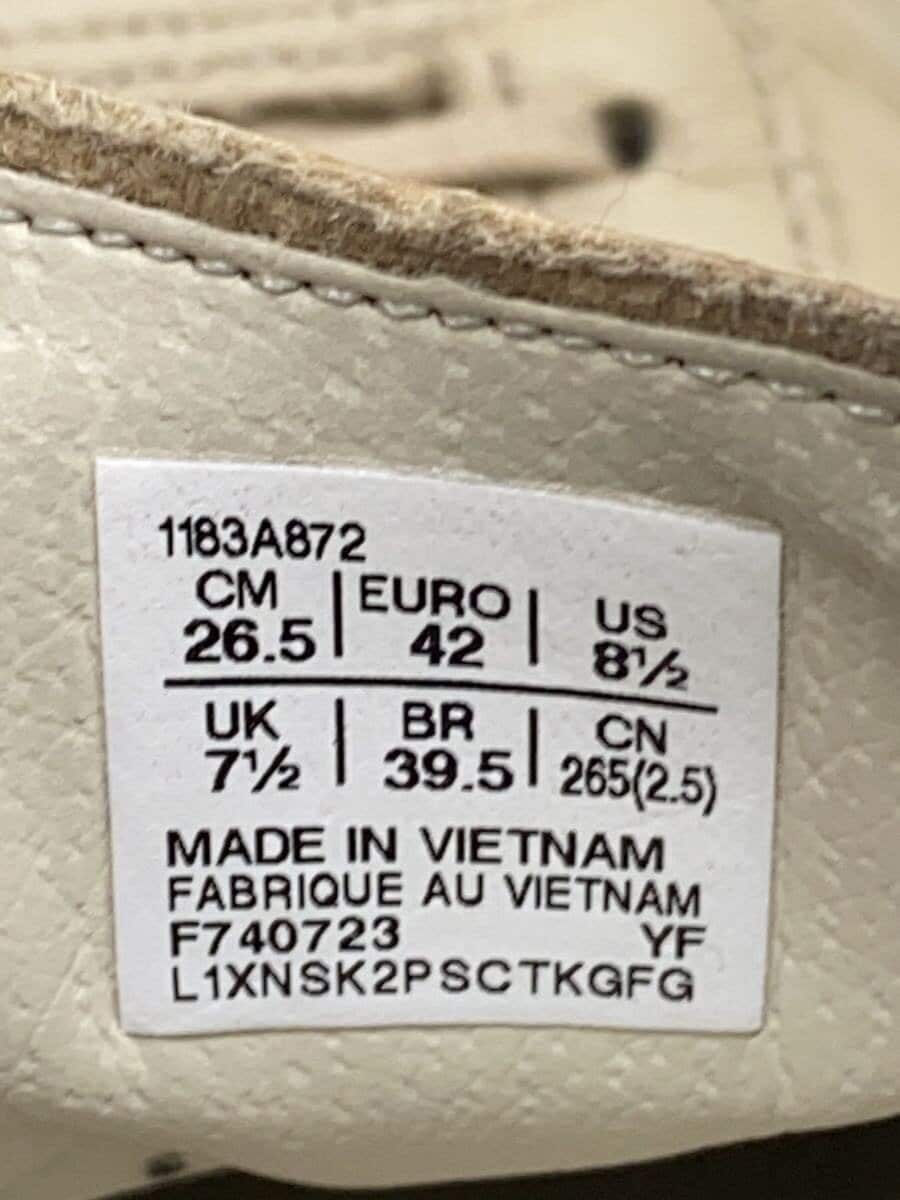 1183A872
CM | EURO | US
26.5 | 42 | 8½
UK | BR | CN
7½ | 39.5 | 265(2.5)
MADE IN VIETNAM
FABRIQUE AU VIETNAM
F740723 YF
L1XNSK2PSCTKGFG